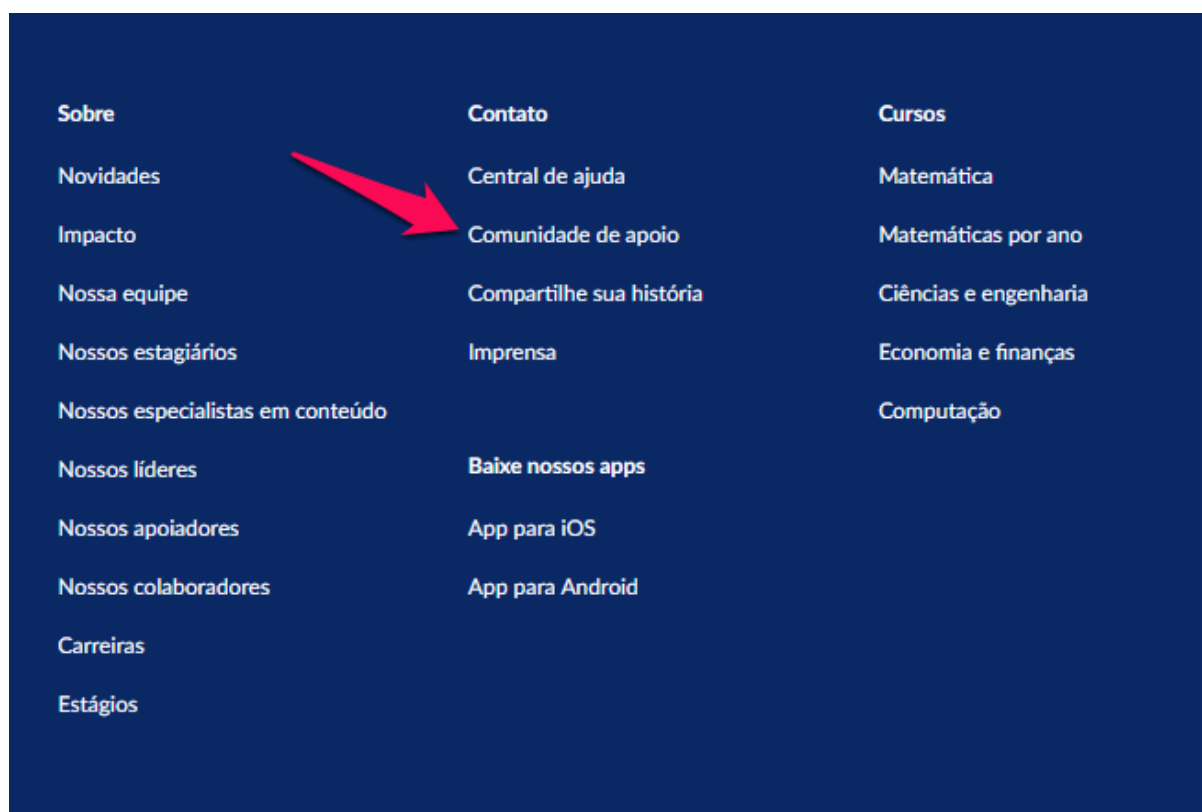 Sobre
Novidades
Impacto
Nossa equipe
Nossos estagiários
Nossos especialistas em conteúdo
Nossos líderes
Nossos apoiadores
Nossos colaboradores
Carreiras
Estágios
Contato
Central de ajuda
Comunidade de apoio
Compartilhe sua história
Imprensa
Baixe nossos apps
App para iOS
App para Android
Cursos
Matemática
Matemáticas por ano
Ciências e engenharia
Economia e finanças
Computação